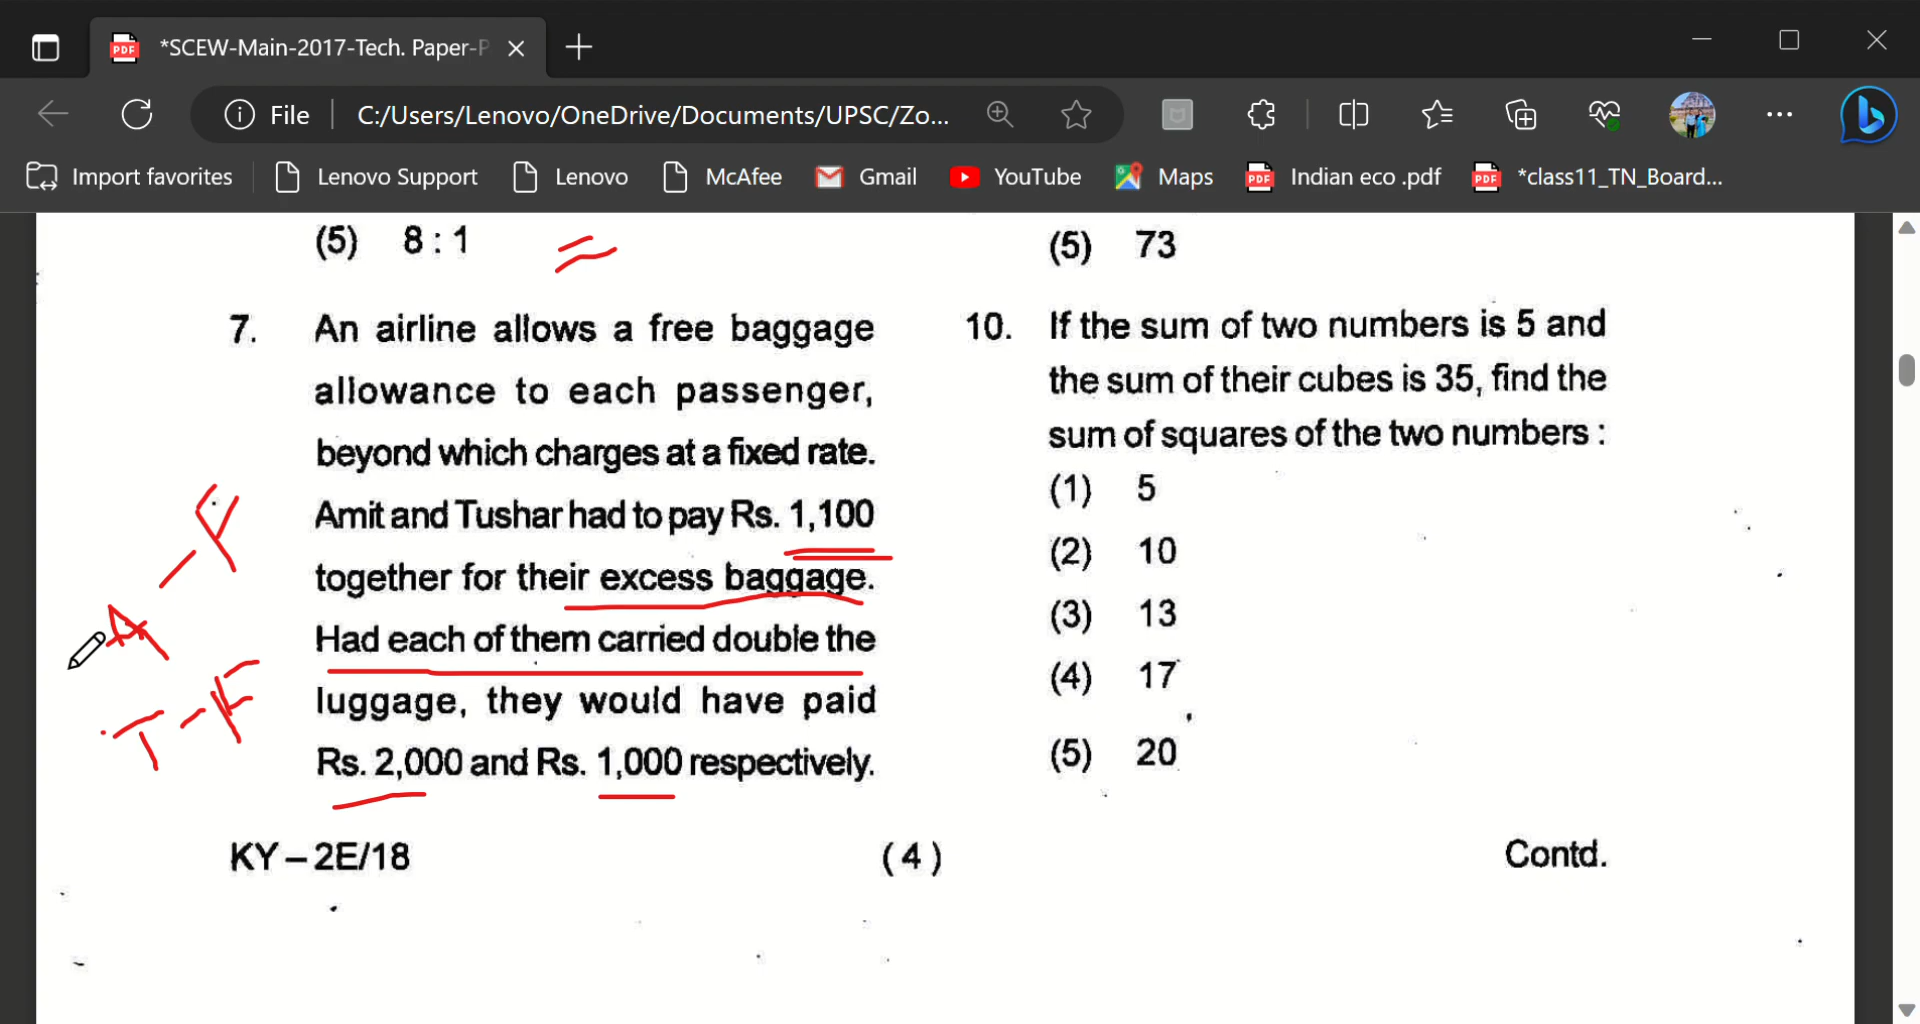 *SCEW-Main-2017-Tech. Paper-P
File
C:/Users/Lenovo/OneDrive/Documents/UPSC/Zo...
Import favorites
Lenovo Support
Lenovo
McAfee
Gmail
YouTube
Maps
PDF Indian eco .pdf
PDF *class11_TN_Board...
(5) 8 : 1
7. An airline allows a free baggage
allowance to each passenger,
beyond which charges at a fixed rate.
Amit and Tushar had to pay Rs. 1,100
together for their excess baggage.
Had each of them carried double the
luggage, they would have paid
Rs. 2,000 and Rs. 1,000 respectively.
A - F
T - F
KY – 2E/18
(5) 73
10. If the sum of two numbers is 5 and
the sum of their cubes is 35, find the
sum of squares of the two numbers :
(1) 5
(2) 10
(3) 13
(4) 17
(5) 20
( 4 )
Contd.